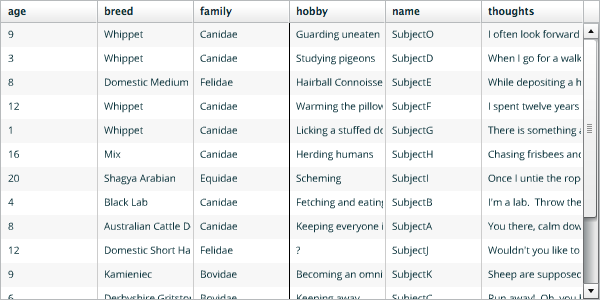 age breed family hobby name thoughts
9 Whippet Canidae Guarding uneaten SubjectO I often look forward
3 Whippet Canidae Studying pigeons SubjectD When I go for a walk
8 Domestic Medium Felidae Hairball Connoisse SubjectE While depositing a h
12 Whippet Canidae Warming the pillow SubjectF I spent twelve years
1 Whippet Canidae Licking a stuffed do SubjectG There is something a
16 Mix Canidae Herding humans SubjectH Chasing frisbees and
20 Shagya Arabian Equidae Scheming SubjectI Once I untie the rop
4 Black Lab Canidae Fetching and eating SubjectB I'm a lab. Throw the
8 Australian Cattle D Canidae Keeping everyone i SubjectA You there, calm dow
12 Domestic Short Ha Felidae ? SubjectJ Wouldn't you like to
9 Kamieniec Bovidae Becoming an omni SubjectK Sheep are supposed
6 Derbyshire Gritston Bovidae Keeping away SubjectC Run away! Oh, you l